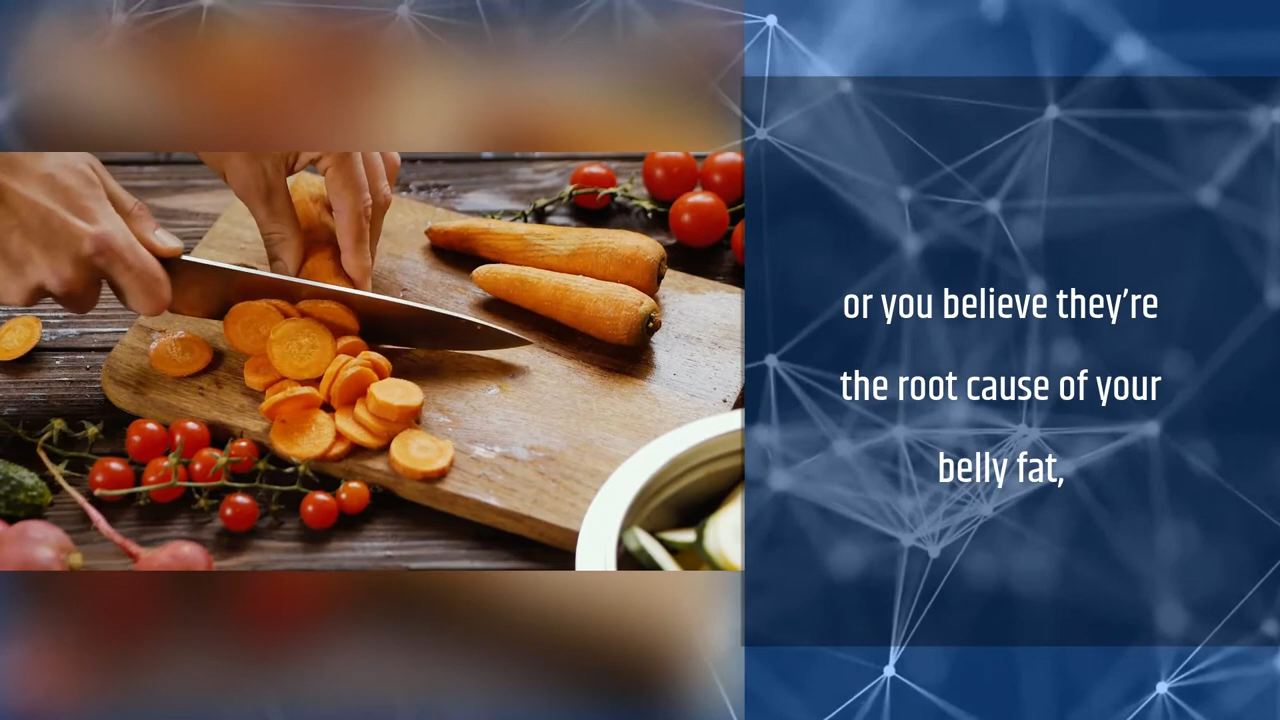 or you believe they’re
the root cause of your
belly fat,